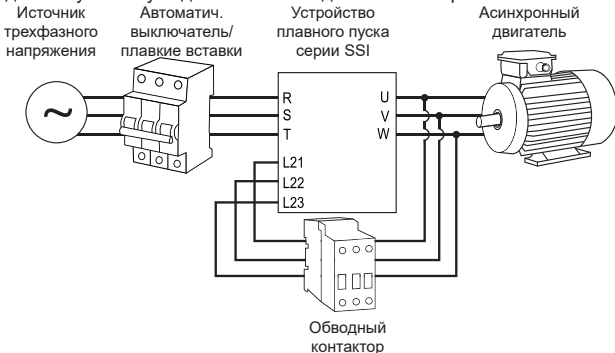 Источник
трехфазного
напряжения
Автоматич.
выключатель/
плавкие вставки
Устройство
плавного пуска
серии SSI
Асинхронный
двигатель
~
R
S
T
L21
L22
L23
U
V
W
Обводный
контактор